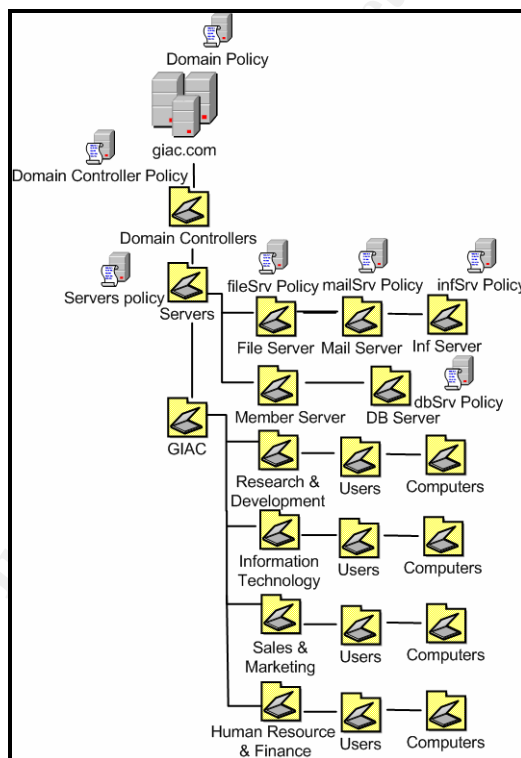 Domain Policy
giac.com
Domain Controller Policy
Domain Controllers
Servers policy
Servers
fileSrv Policy
mailSrv Policy
infSrv Policy
File Server
Mail Server
Inf Server
Member Server
DB Server
dbSrv Policy
GIAC
Research &
Development
Users
Computers
Information
Technology
Users
Computers
Sales &
Marketing
Users
Computers
Human Resource
& Finance
Users
Computers